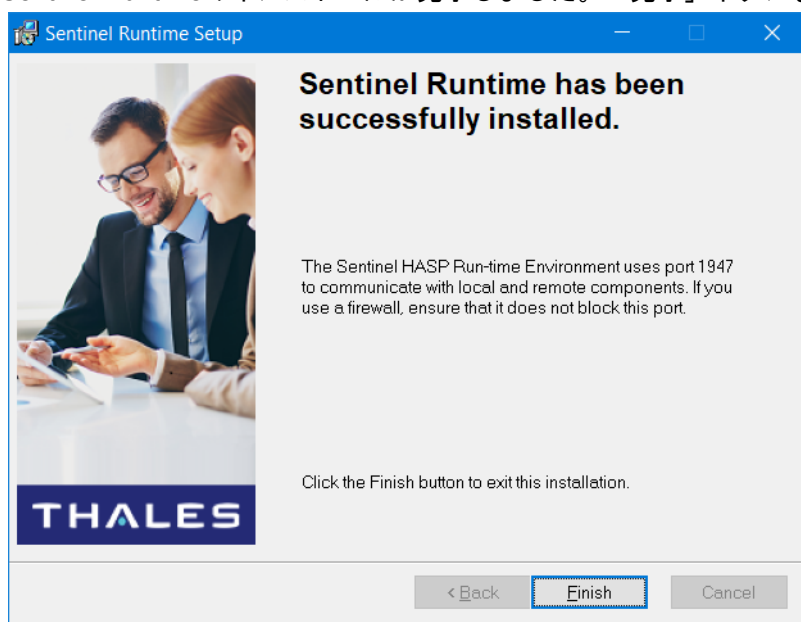 Sentinel Runtime Setup
Sentinel Runtime has been
successfully installed.
The Sentinel HASP Run-time Environment uses port 1947
to communicate with local and remote components. If you
use a firewall, ensure that it does not block this port.
Click the Finish button to exit this installation.
THALES
< Back
Finish
Cancel